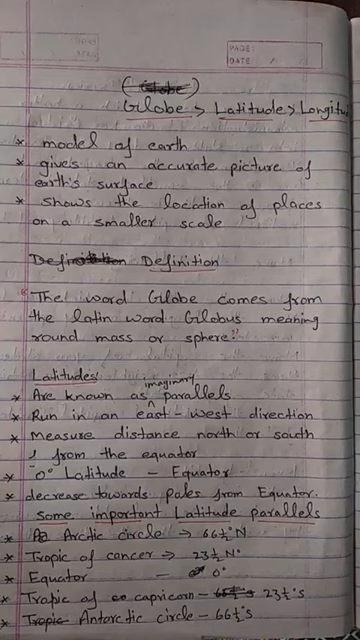 PAGE:
DATE
(Globe)
Globe > Latitude > Longitu
* model of earth
* gives an accurate picture of
earth's surface
* shows the location of places
on a smaller scale
Definition
"The word Globe comes from
the latin word Globus meaning
round mass or sphere."
Latitudes
* Are known as imaginary parallels
* Run in an east-west direction
* Measure distance north or south
from the equator
* 0° Latitude – Equator
* decrease towards poles from Equator.
Some important Latitude parallels
* Arctic circle → 66½°N
* Tropic of cancer → 23½N°
* Equator – 0°
* Tropic of capricorn – 23½°s
* Antarctic circle – 66½°s